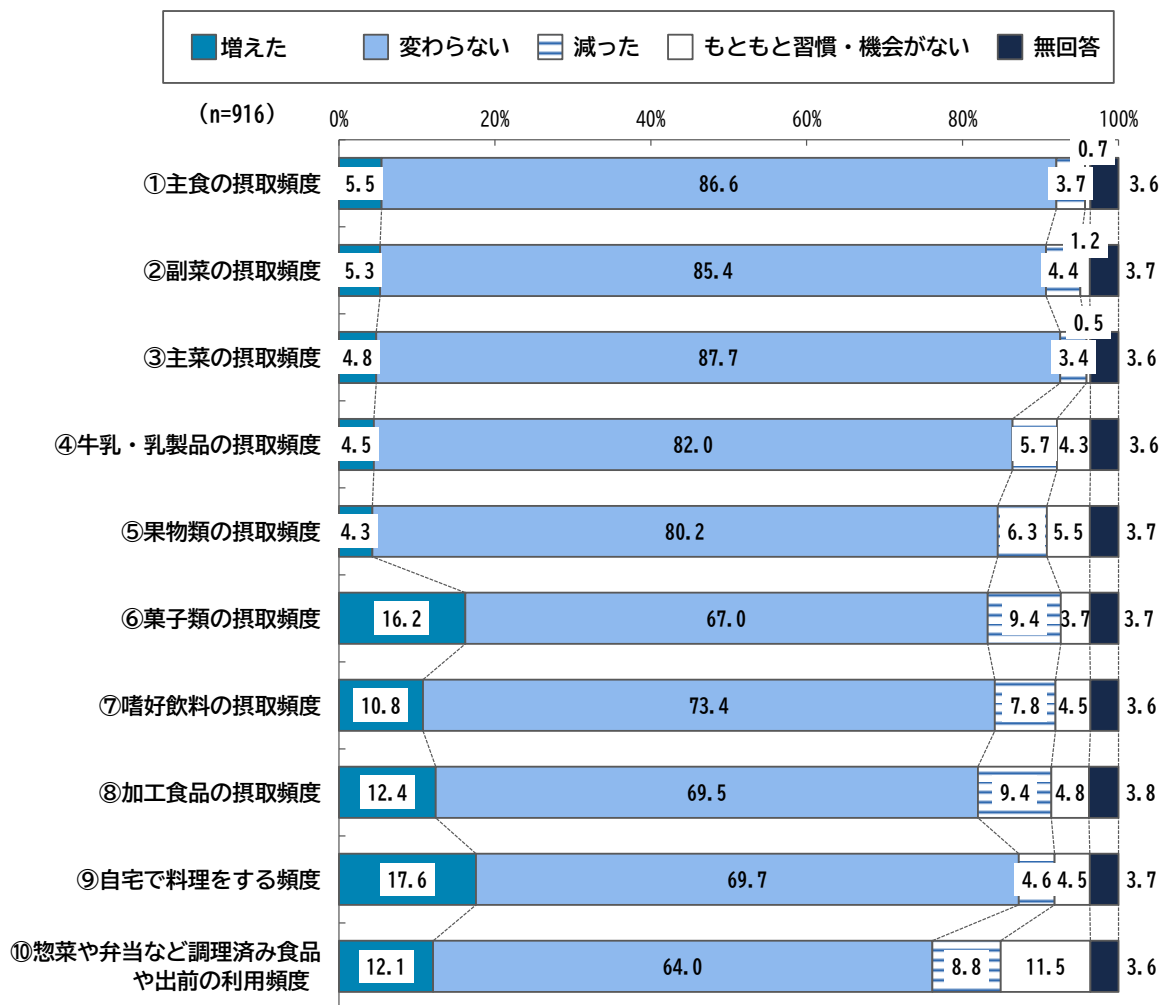 増えた 変わらない 減った もともと習慣・機会がない 無回答
(n=916)
0% 20% 40% 60% 80% 100%
①主食の摂取頻度 5.5 86.6 3.7 0.7 3.6
②副菜の摂取頻度 5.3 85.4 4.4 1.2 3.7
③主菜の摂取頻度 4.8 87.7 3.4 0.5 3.6
④牛乳・乳製品の摂取頻度 4.5 82.0 5.7 4.3 3.6
⑤果物類の摂取頻度 4.3 80.2 6.3 5.5 3.7
⑥菓子類の摂取頻度 16.2 67.0 9.4 3.7 3.7
⑦嗜好飲料の摂取頻度 10.8 73.4 7.8 4.5 3.6
⑧加工食品の摂取頻度 12.4 69.5 9.4 4.8 3.8
⑨自宅で料理をする頻度 17.6 69.7 4.6 4.5 3.7
⑩惣菜や弁当など調理済み食品
や出前の利用頻度 12.1 64.0 8.8 11.5 3.6